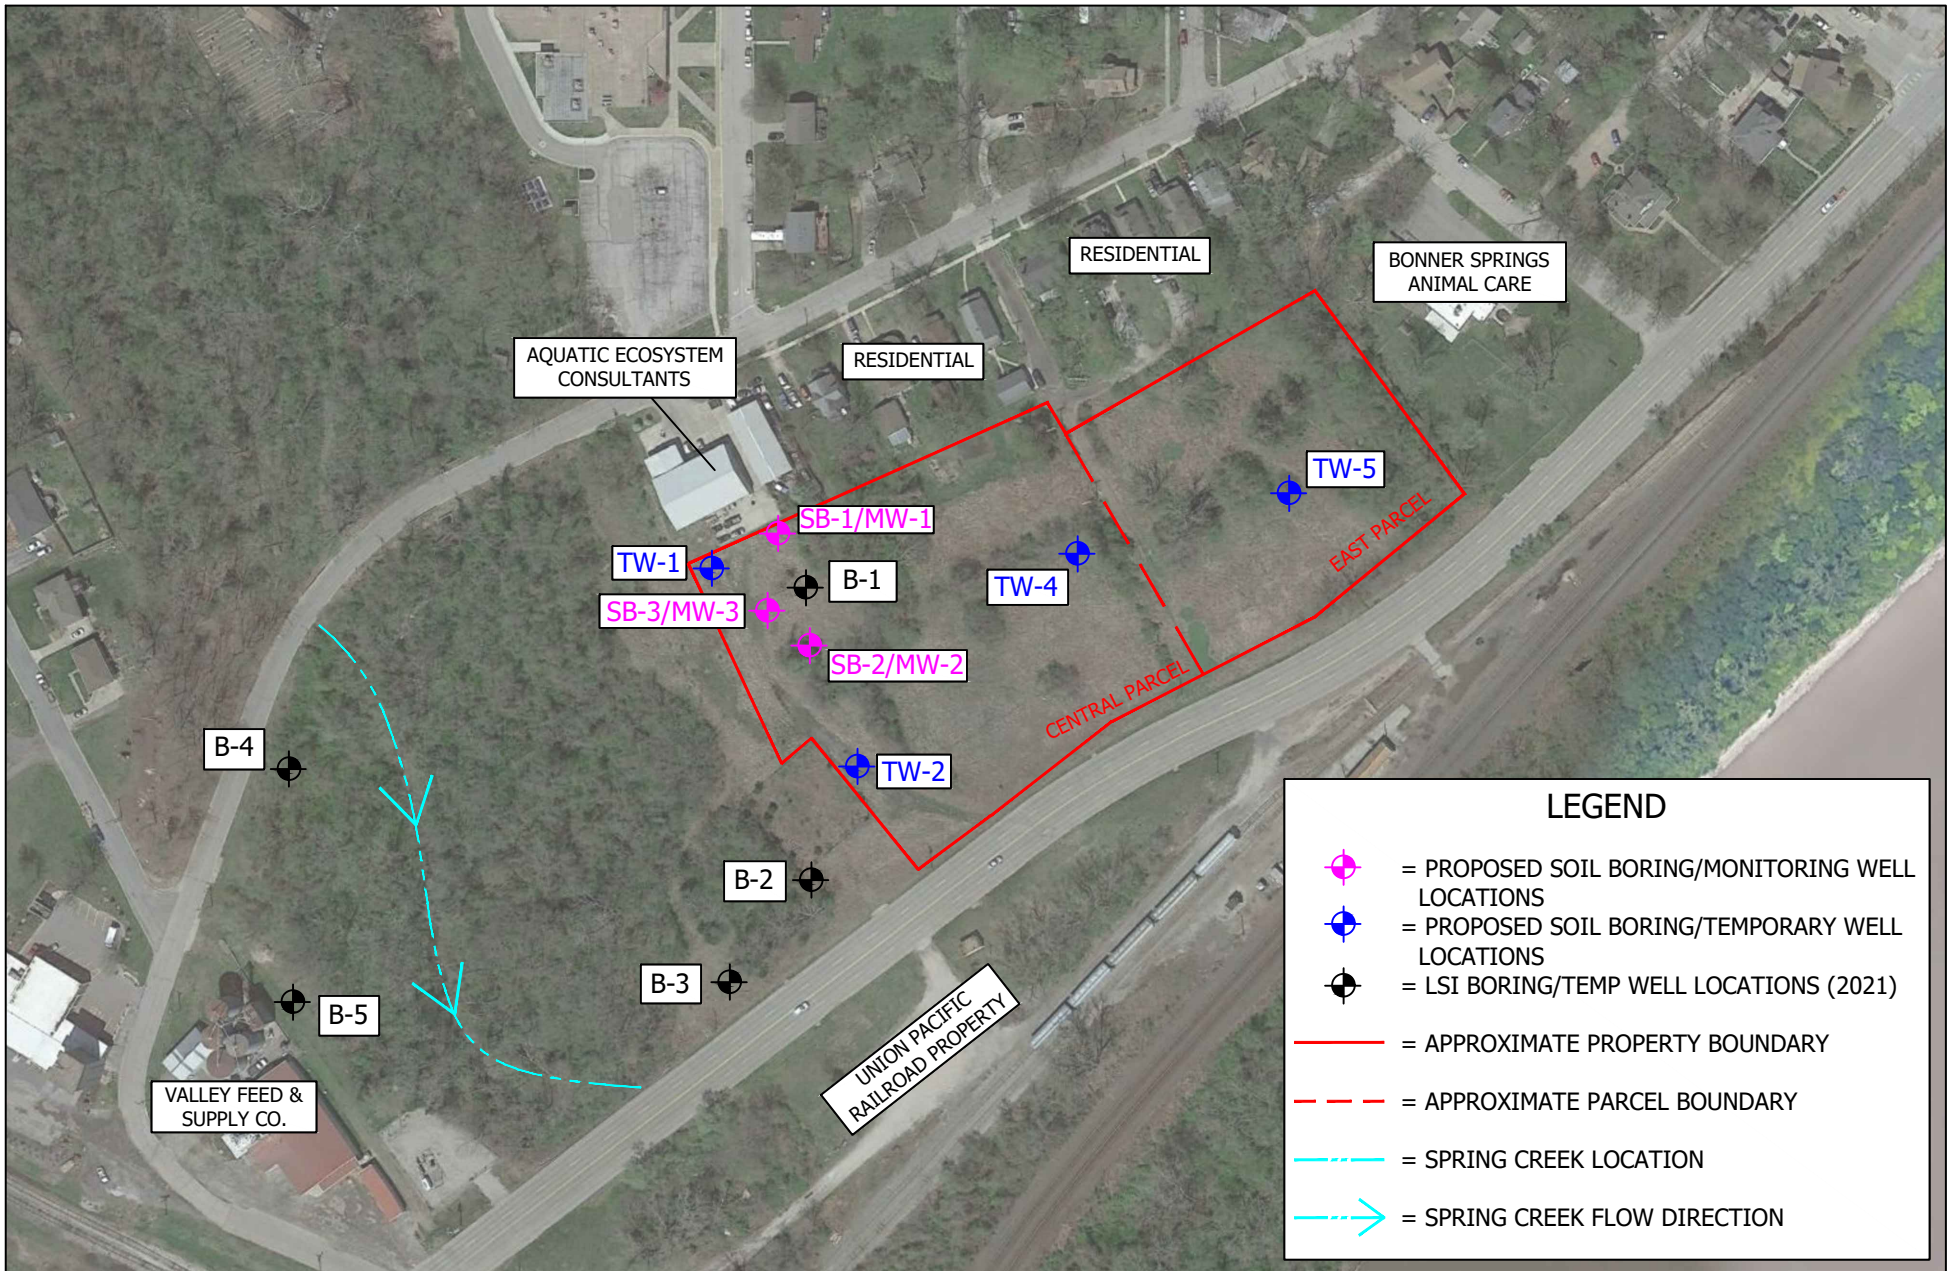 RESIDENTIAL
BONNER SPRINGS
ANIMAL CARE
AQUATIC ECOSYSTEM
CONSULTANTS
RESIDENTIAL
TW-5
SB-1/MW-1
EAST PARCEL
TW-1
B-1
TW-4
SB-3/MW-3
SB-2/MW-2
CENTRAL PARCEL
B-4
TW-2
B-2
B-3
B-5
UNION PACIFIC
RAILROAD PROPERTY
VALLEY FEED &
SUPPLY CO.
LEGEND
= PROPOSED SOIL BORING/MONITORING WELL
LOCATIONS
= PROPOSED SOIL BORING/TEMPORARY WELL
LOCATIONS
= LSI BORING/TEMP WELL LOCATIONS (2021)
= APPROXIMATE PROPERTY BOUNDARY
= APPROXIMATE PARCEL BOUNDARY
= SPRING CREEK LOCATION
= SPRING CREEK FLOW DIRECTION